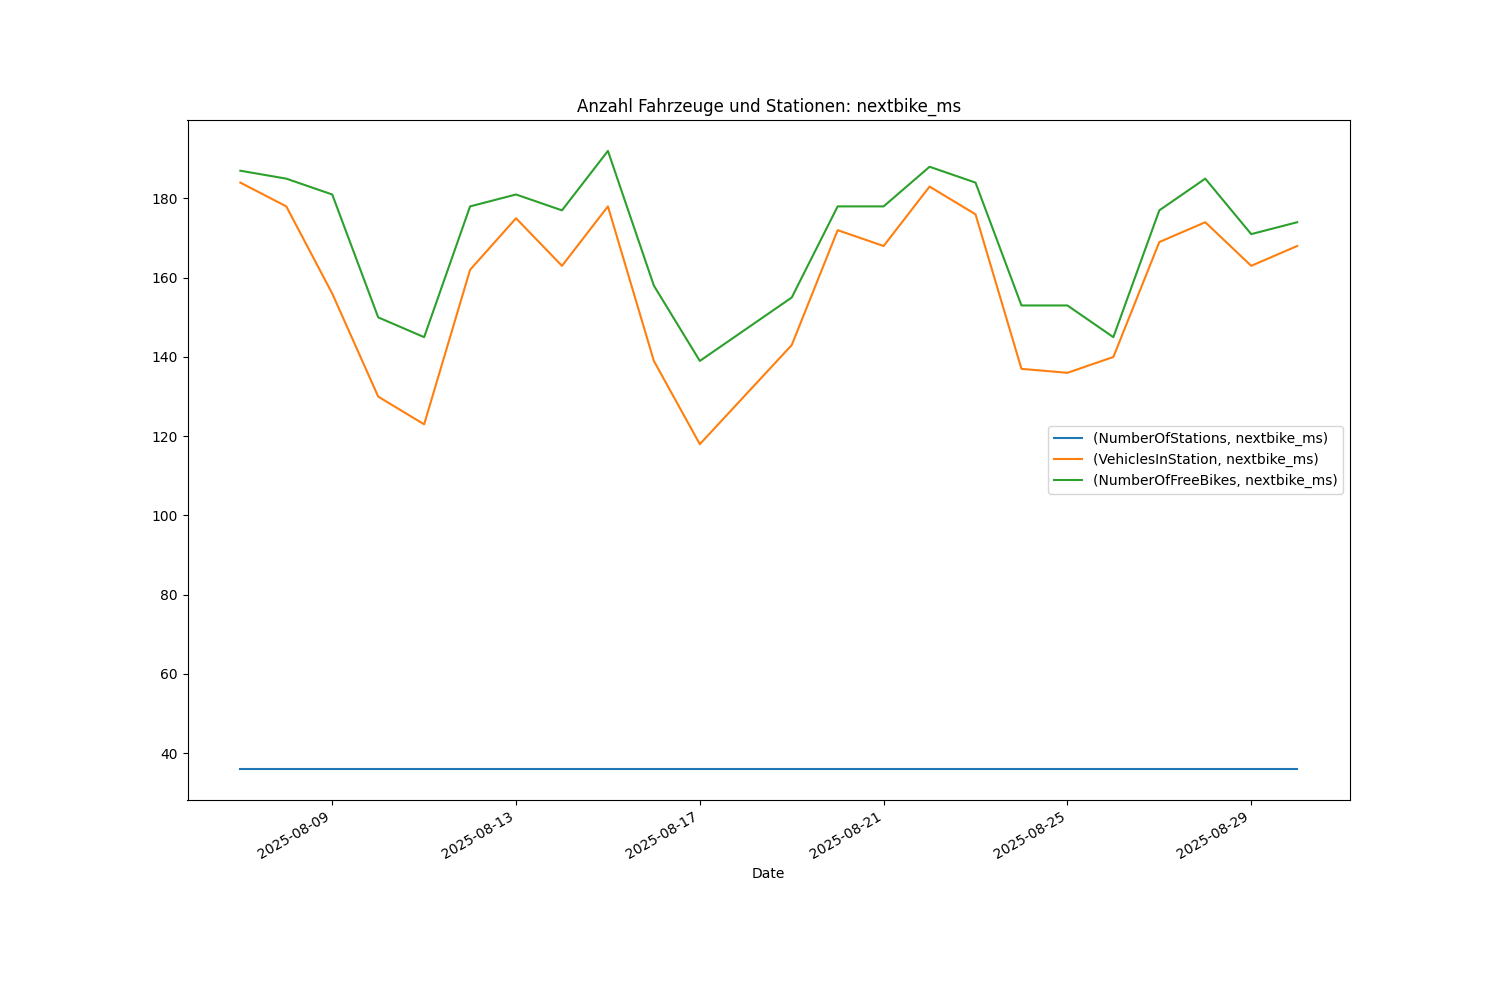 Anzahl Fahrzeuge und Stationen: nextbike_ms
180
160
140
120
100
80
60
40
(NumberOfStations, nextbike_ms)
(VehiclesInStation, nextbike_ms)
(NumberOfFreeBikes, nextbike_ms)
2025-08-09
2025-08-13
2025-08-17
2025-08-21
2025-08-25
2025-08-29
Date